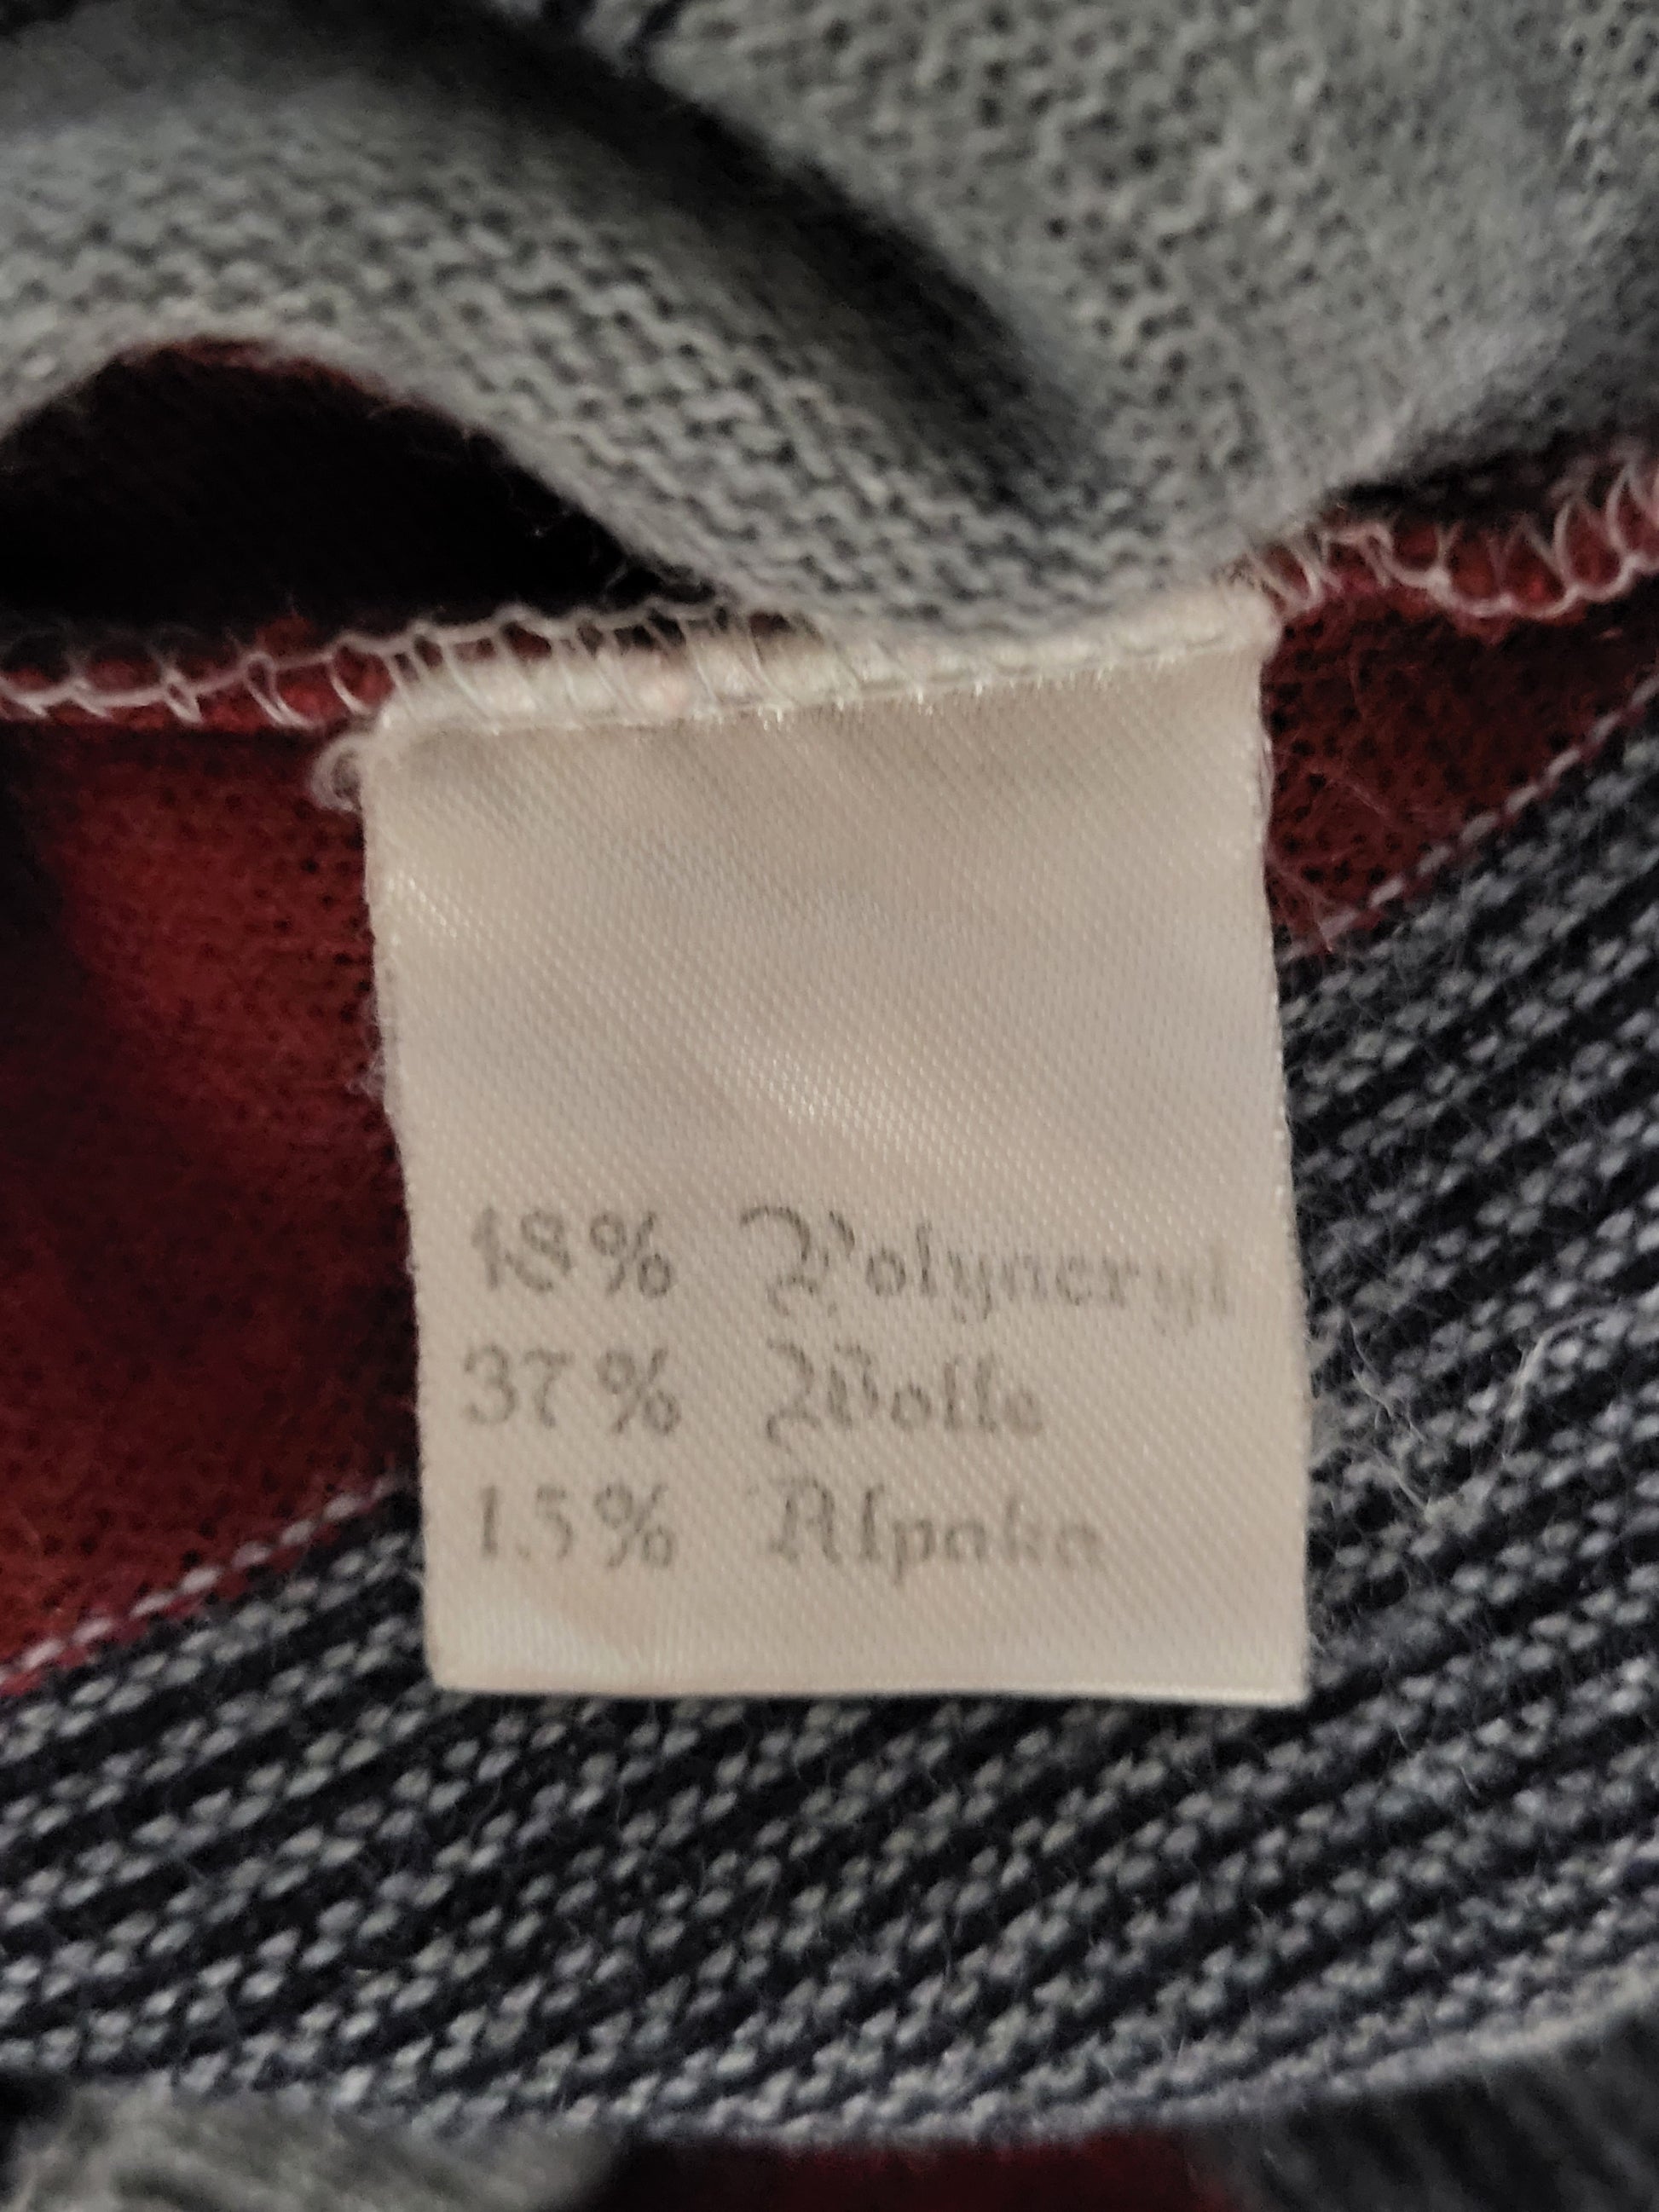 48% Polyacryl
37% Wolle
15% Alpaka